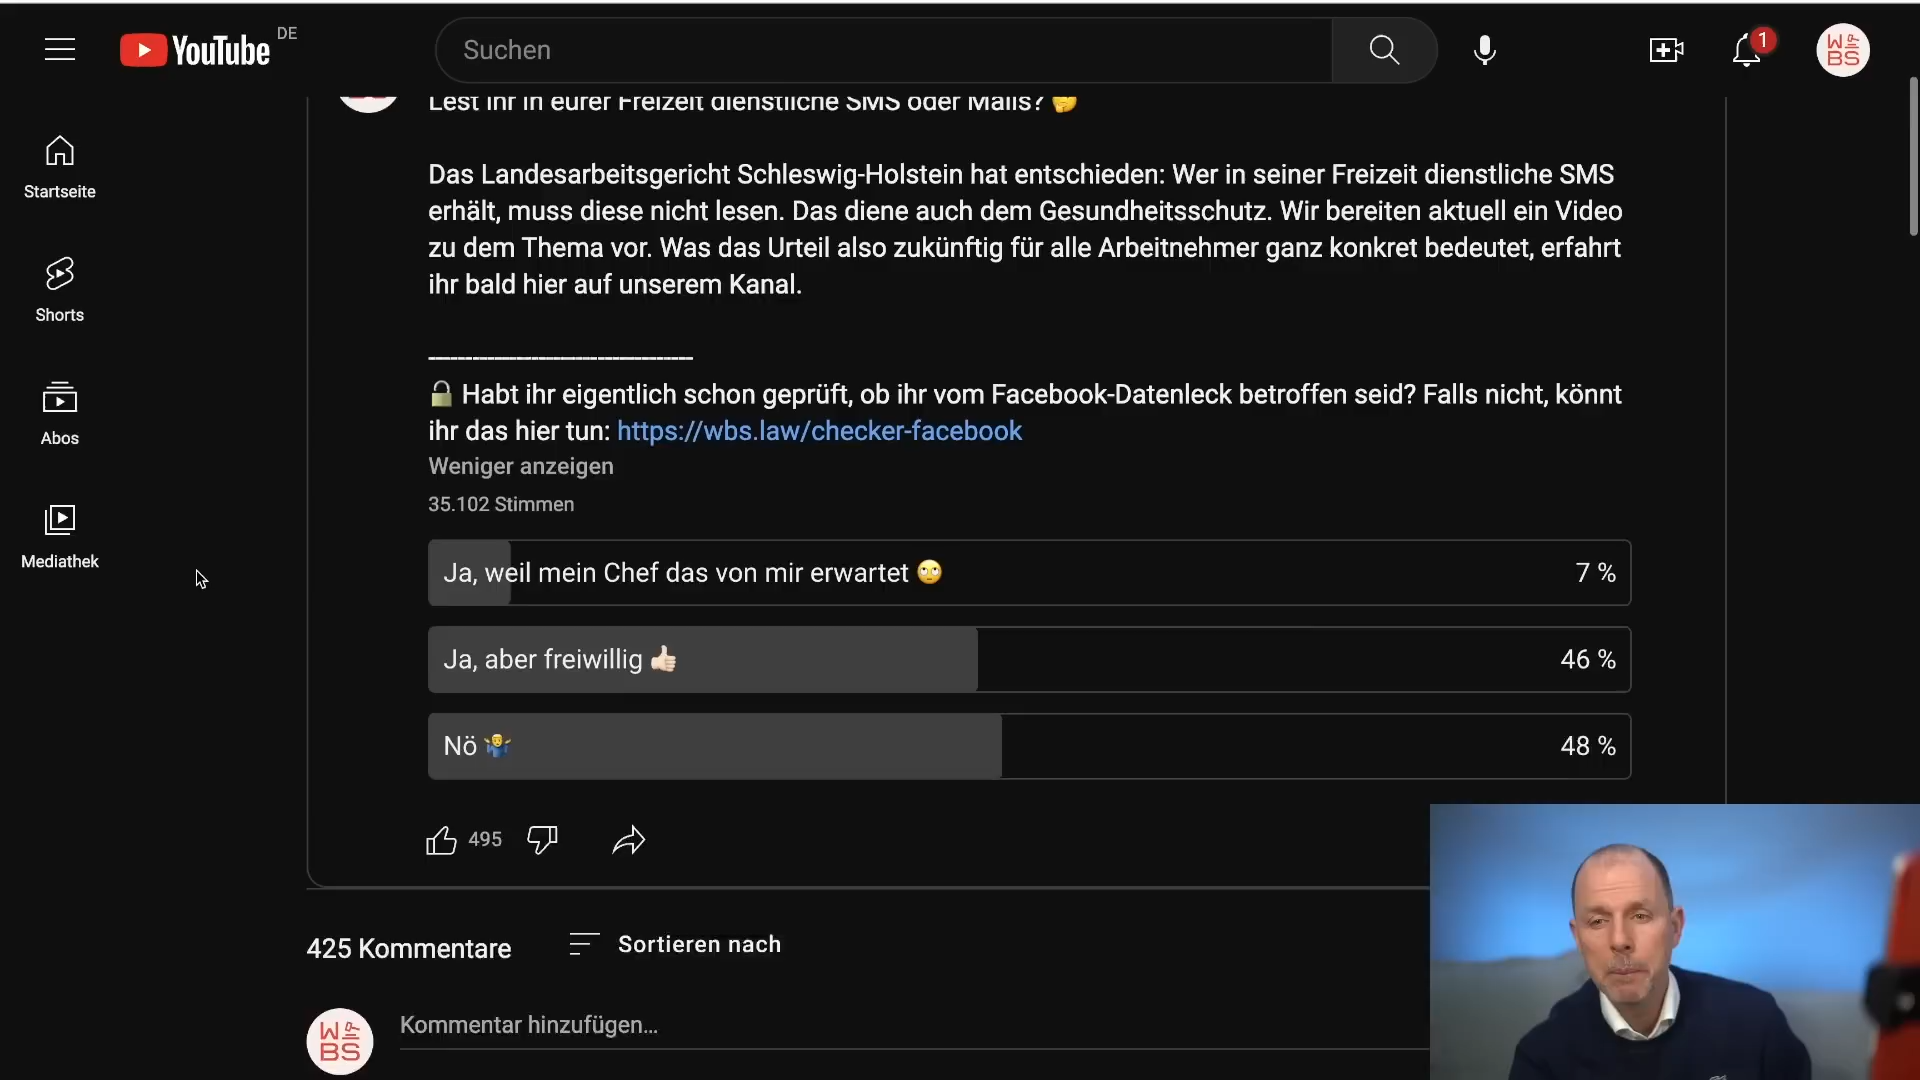 YouTube DE
Suchen
1
WBS
Lest ihr in eurer Freizeit dienstliche SMS oder Mails? 🤔
Startseite
Das Landesarbeitsgericht Schleswig-Holstein hat entschieden: Wer in seiner Freizeit dienstliche SMS
erhält, muss diese nicht lesen. Das diene auch dem Gesundheitsschutz. Wir bereiten aktuell ein Video
zu dem Thema vor. Was das Urteil also zukünftig für alle Arbeitnehmer ganz konkret bedeutet, erfahrt
ihr bald hier auf unserem Kanal.
Shorts
___________________________
🔓 Habt ihr eigentlich schon geprüft, ob ihr vom Facebook-Datenleck betroffen seid? Falls nicht, könnt
ihr das hier tun: https://wbs.law/checker-facebook
Abos
Weniger anzeigen
35.102 Stimmen
Mediathek
Ja, weil mein Chef das von mir erwartet 🙄 7 %
Ja, aber freiwillig 👍🏻 46 %
Nö 🤷‍♂️ 48 %
495
425 Kommentare
Sortieren nach
WBS
Kommentar hinzufügen...